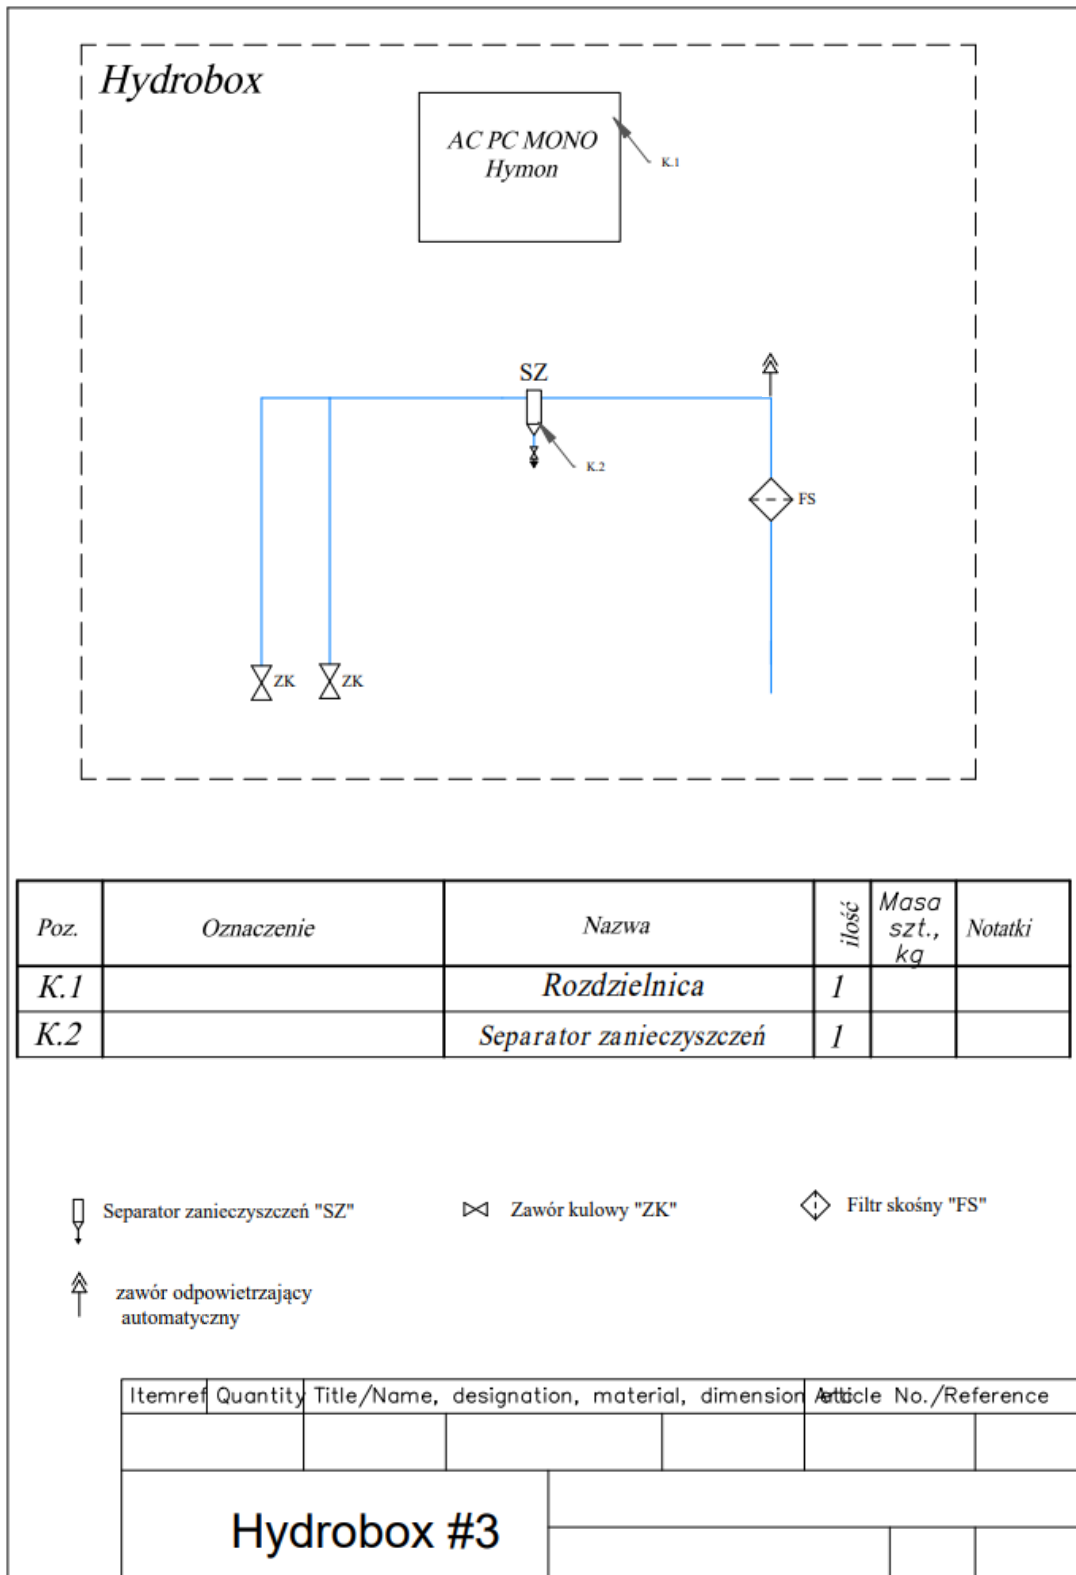 Hydrobox
AC PC MONO
Hymon
K.1
SZ
K.2
FS
ZK
ZK
Poz.
Oznaczenie
Nazwa
ilość
Masa
szt.,
kg
Notatki
K.1
Rozdzielnica
1
K.2
Separator zanieczyszczeń
1
Separator zanieczyszczeń "SZ"
Zawór kulowy "ZK"
Filtr skośny "FS"
zawór odpowietrzający
automatyczny
Itemref
Quantity
Title/Name, designation, material, dimension etc
Article No./Reference
Hydrobox #3